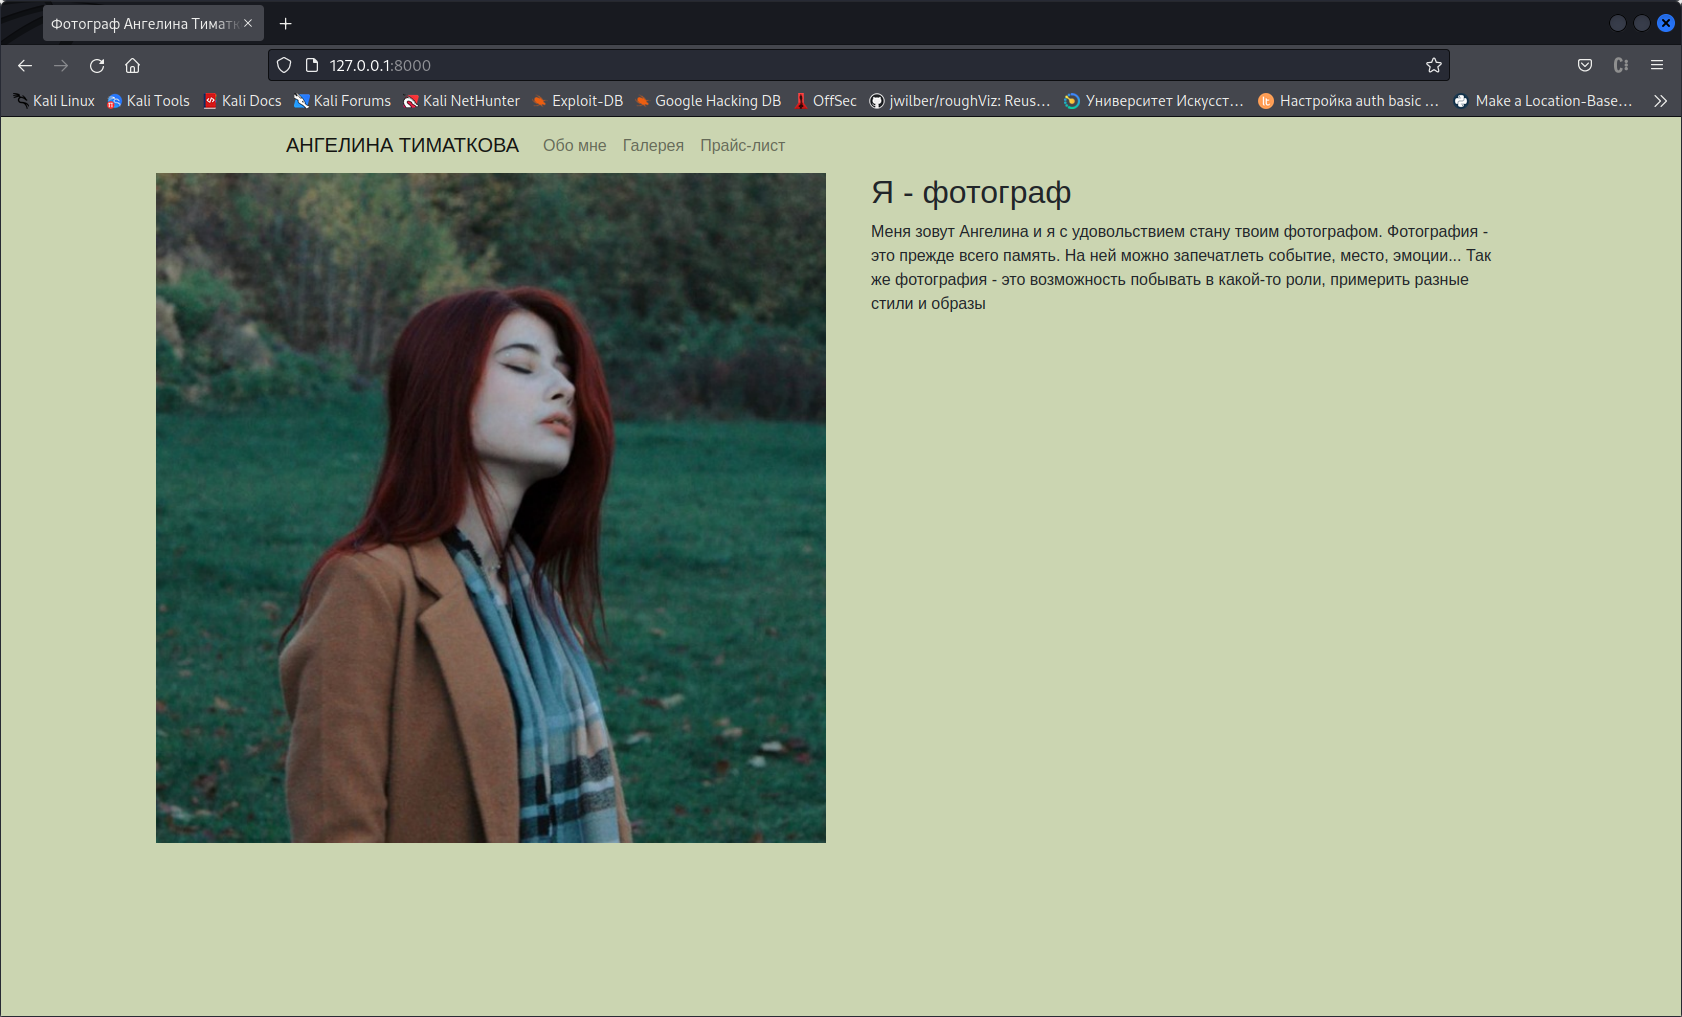 Фотограф Ангелина Тиматк
127.0.0.1:8000
Kali Linux Kali Tools Kali Docs Kali Forums Kali NetHunter Exploit-DB Google Hacking DB OffSec jwilber/roughViz: Reus… Университет Искусст… Настройка auth basic … Make a Location-Base…
АНГЕЛИНА ТИМАТКОВА Обо мне Галерея Прайс-лист
Я - фотограф
Меня зовут Ангелина и я с удовольствием стану твоим фотографом. Фотография -
это прежде всего память. На ней можно запечатлеть событие, место, эмоции... Так
же фотография - это возможность побывать в какой-то роли, примерить разные
стили и образы